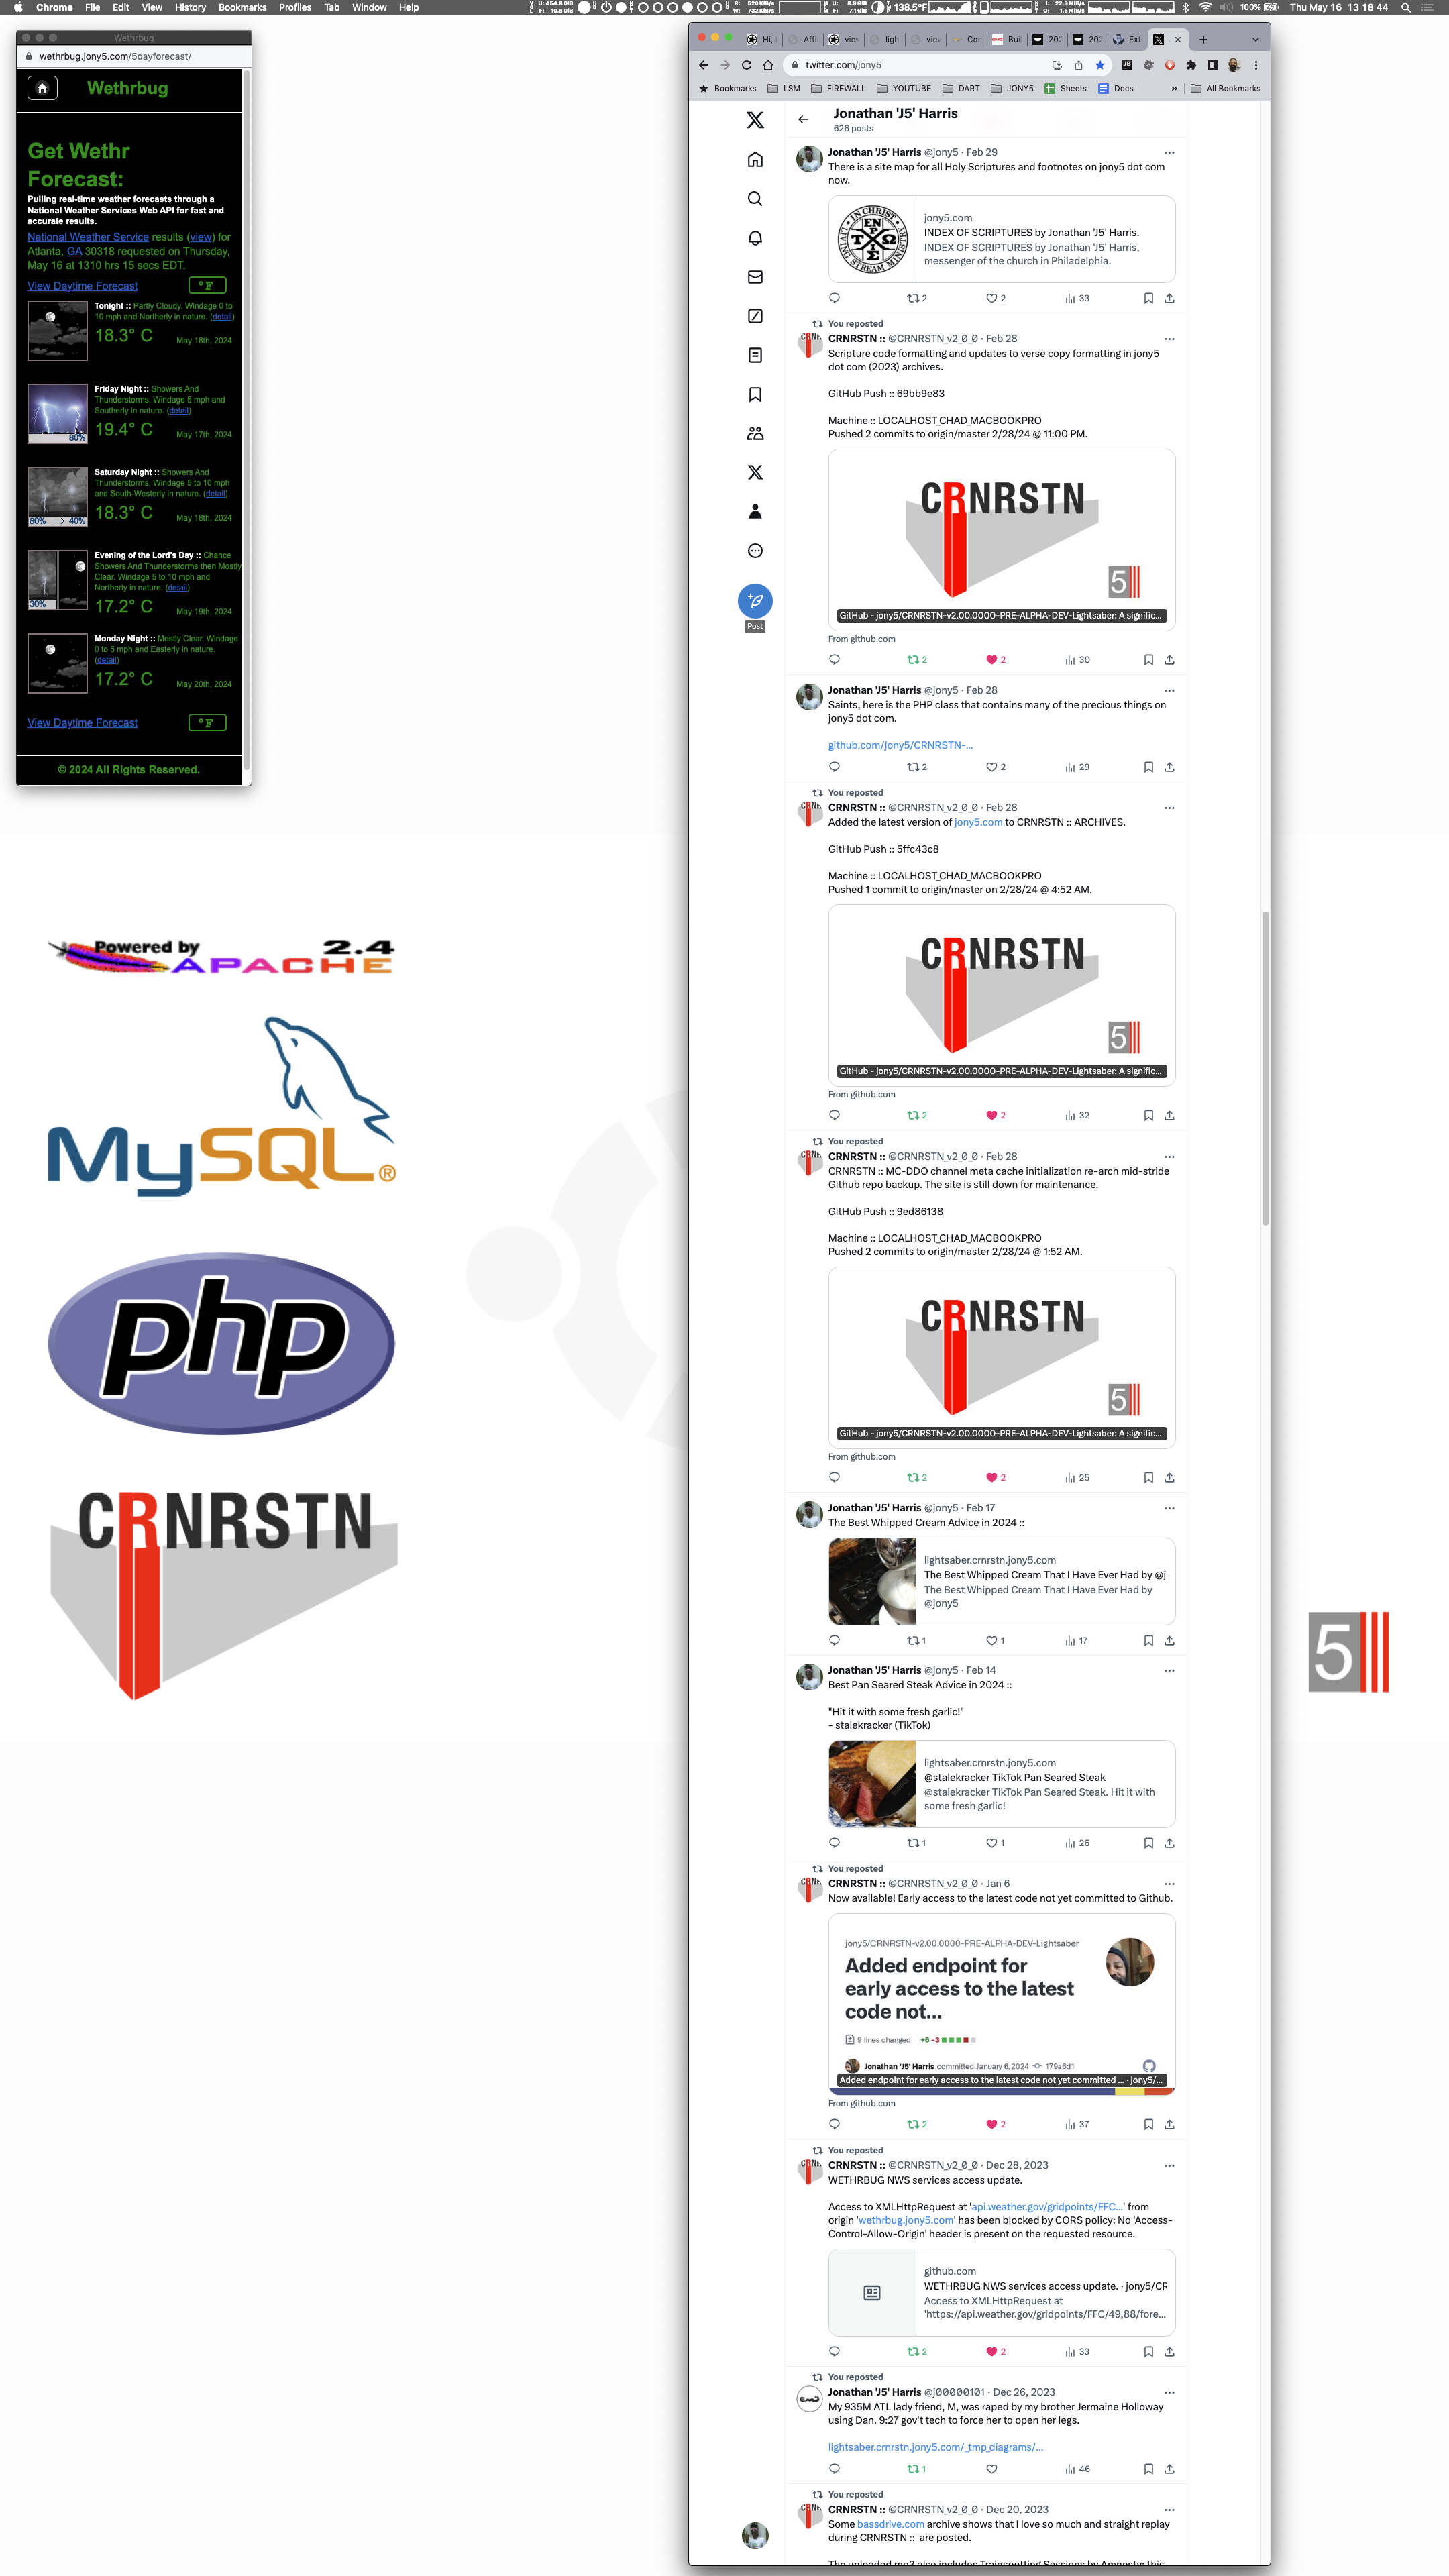 Chrome File Edit View History Bookmarks Profiles Tab Window Help
138.5°F
100%
Thu May 16 13 18 44
Wethrbug
wethrbug.jony5.com/5dayforecast/
Wethrbug
Get Wethr
Forecast:
Pulling real-time weather forecasts through a
National Weather Services Web API for fast and
accurate results.
National Weather Service results (view) for
Atlanta, GA 30318 requested on Thursday,
May 16 at 1310 hrs 15 secs EDT.
View Daytime Forecast
°F
Tonight :: Partly Cloudy. Windage 0 to
10 mph and Northerly in nature. (detail)
18.3° C
May 16th, 2024
Friday Night :: Showers And
Thunderstorms. Windage 5 mph and
Southerly in nature. (detail)
80%
19.4° C
May 17th, 2024
Saturday Night :: Showers And
Thunderstorms. Windage 5 to 10 mph
and South-Westerly in nature. (detail)
80% → 40%
18.3° C
May 18th, 2024
Evening of the Lord's Day :: Chance
Showers And Thunderstorms then Mostly
Clear. Windage 5 to 10 mph and
Northerly in nature. (detail)
30%
17.2° C
May 19th, 2024
Monday Night :: Mostly Clear. Windage
0 to 5 mph and Easterly in nature.
(detail)
17.2° C
May 20th, 2024
View Daytime Forecast
°F
© 2024 All Rights Reserved.
Powered by
APACHE 2.4
MySQL®
php
CRNRSTN
5
twitter.com/jony5
Bookmarks LSM FIREWALL YOUTUBE DART JONY5 Sheets Docs » All Bookmarks
Jonathan 'J5' Harris
626 posts
Post
Jonathan 'J5' Harris @jony5 · Feb 29
There is a site map for all Holy Scriptures and footnotes on jony5 dot com
now.
jony5.com
INDEX OF SCRIPTURES by Jonathan 'J5' Harris.
INDEX OF SCRIPTURES by Jonathan 'J5' Harris,
messenger of the church in Philadelphia.
2 2 33
You reposted
CRNRSTN :: @CRNRSTN_v2_0_0 · Feb 28
Scripture code formatting and updates to verse copy formatting in jony5
dot com (2023) archives.
GitHub Push :: 69bb9e83
Machine :: LOCALHOST_CHAD_MACBOOKPRO
Pushed 2 commits to origin/master 2/28/24 @ 11:00 PM.
CRNRSTN
5
GitHub - jony5/CRNRSTN-v2.00.0000-PRE-ALPHA-DEV-Lightsaber: A signific...
From github.com
2 2 30
Jonathan 'J5' Harris @jony5 · Feb 28
Saints, here is the PHP class that contains many of the precious things on
jony5 dot com.
github.com/jony5/CRNRSTN-...
2 2 29
You reposted
CRNRSTN :: @CRNRSTN_v2_0_0 · Feb 28
Added the latest version of jony5.com to CRNRSTN :: ARCHIVES.
GitHub Push :: 5ffc43c8
Machine :: LOCALHOST_CHAD_MACBOOKPRO
Pushed 1 commit to origin/master on 2/28/24 @ 4:52 AM.
CRNRSTN
5
GitHub - jony5/CRNRSTN-v2.00.0000-PRE-ALPHA-DEV-Lightsaber: A signific...
From github.com
2 2 32
You reposted
CRNRSTN :: @CRNRSTN_v2_0_0 · Feb 28
CRNRSTN :: MC-DDO channel meta cache initialization re-arch mid-stride
Github repo backup. The site is still down for maintenance.
GitHub Push :: 9ed86138
Machine :: LOCALHOST_CHAD_MACBOOKPRO
Pushed 2 commits to origin/master 2/28/24 @ 1:52 AM.
CRNRSTN
5
GitHub - jony5/CRNRSTN-v2.00.0000-PRE-ALPHA-DEV-Lightsaber: A signific...
From github.com
2 2 25
Jonathan 'J5' Harris @jony5 · Feb 17
The Best Whipped Cream Advice in 2024 ::
lightsaber.crnrstn.jony5.com
The Best Whipped Cream That I Have Ever Had by @j
The Best Whipped Cream That I Have Ever Had by
@jony5
1 1 17
Jonathan 'J5' Harris @jony5 · Feb 14
Best Pan Seared Steak Advice in 2024 ::
"Hit it with some fresh garlic!"
- stalekracker (TikTok)
lightsaber.crnrstn.jony5.com
@stalekracker TikTok Pan Seared Steak
@stalekracker TikTok Pan Seared Steak. Hit it with
some fresh garlic!
1 1 26
You reposted
CRNRSTN :: @CRNRSTN_v2_0_0 · Jan 6
Now available! Early access to the latest code not yet committed to Github.
jony5/CRNRSTN-v2.00.0000-PRE-ALPHA-DEV-Lightsaber
Added endpoint for
early access to the latest
code not...
9 lines changed +6 -3
Jonathan 'J5' Harris committed January 6, 2024 179a6d1
Added endpoint for early access to the latest code not yet committed ... · jony5/...
From github.com
2 2 37
You reposted
CRNRSTN :: @CRNRSTN_v2_0_0 · Dec 28, 2023
WETHRBUG NWS services access update.
Access to XMLHttpRequest at 'api.weather.gov/gridpoints/FFC...' from
origin 'wethrbug.jony5.com' has been blocked by CORS policy: No 'Access-
Control-Allow-Origin' header is present on the requested resource.
github.com
WETHRBUG NWS services access update. · jony5/CR
Access to XMLHttpRequest at
'https://api.weather.gov/gridpoints/FFC/49,88/fore...
2 2 33
You reposted
Jonathan 'J5' Harris @j00000101 · Dec 26, 2023
My 935M ATL lady friend, M, was raped by my brother Jermaine Holloway
using Dan. 9:27 gov't tech to force her to open her legs.
lightsaber.crnrstn.jony5.com/_tmp_diagrams/...
1 46
You reposted
CRNRSTN :: @CRNRSTN_v2_0_0 · Dec 20, 2023
Some bassdrive.com archive shows that I love so much and straight replay
during CRNRSTN :: are posted.
The uploaded mp3 also includes Trainspotting Sessions by Amnesty; this
5